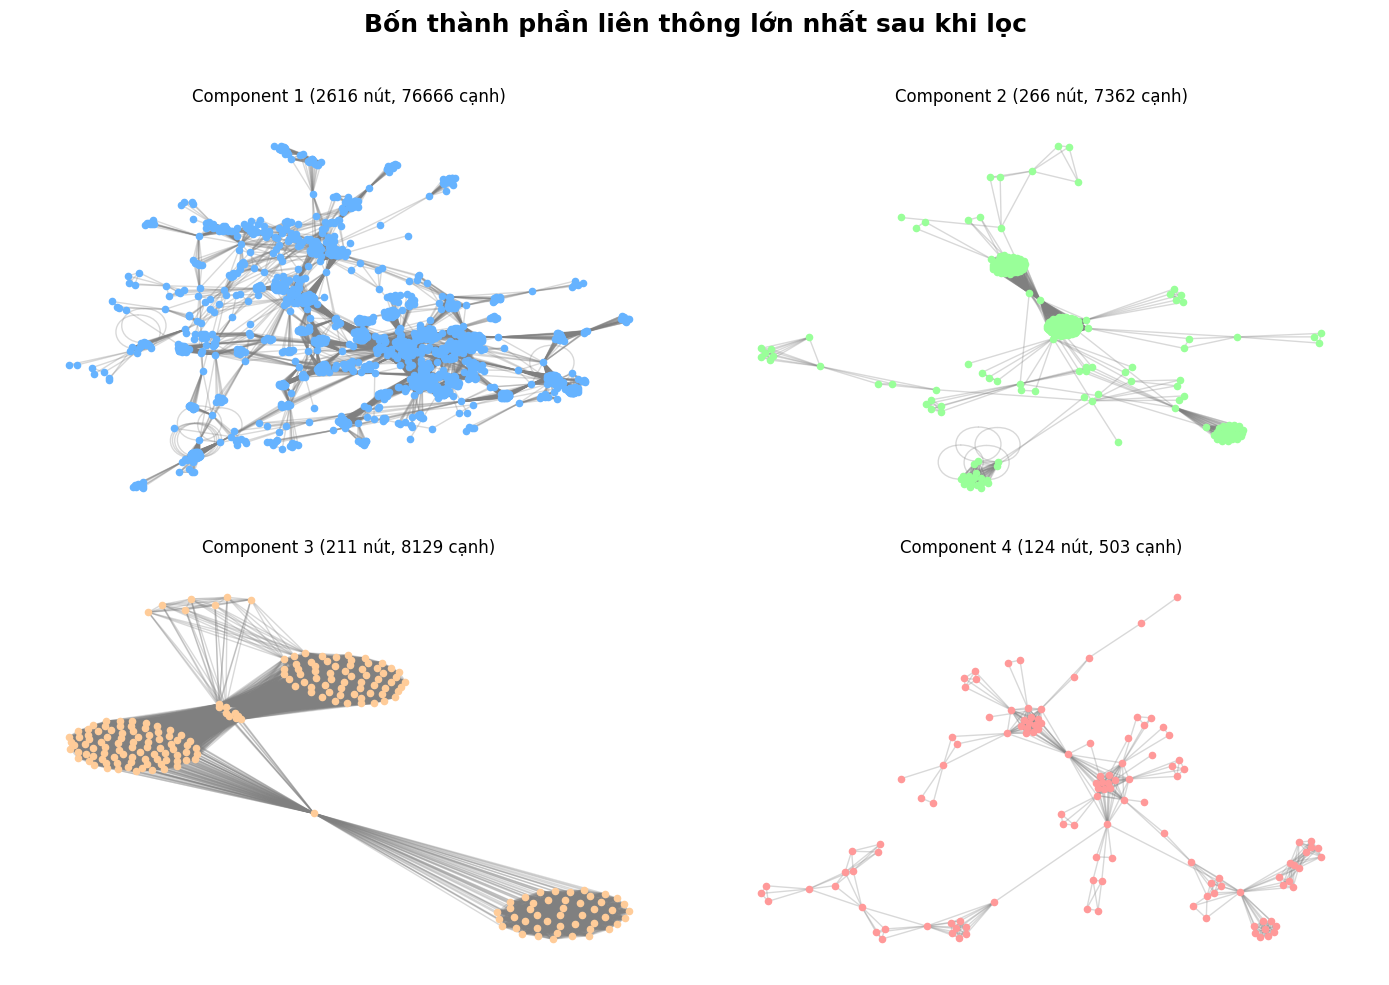 Bốn thành phần liên thông lớn nhất sau khi lọc
Component 1 (2616 nút, 76666 cạnh)
Component 2 (266 nút, 7362 cạnh)
Component 3 (211 nút, 8129 cạnh)
Component 4 (124 nút, 503 cạnh)